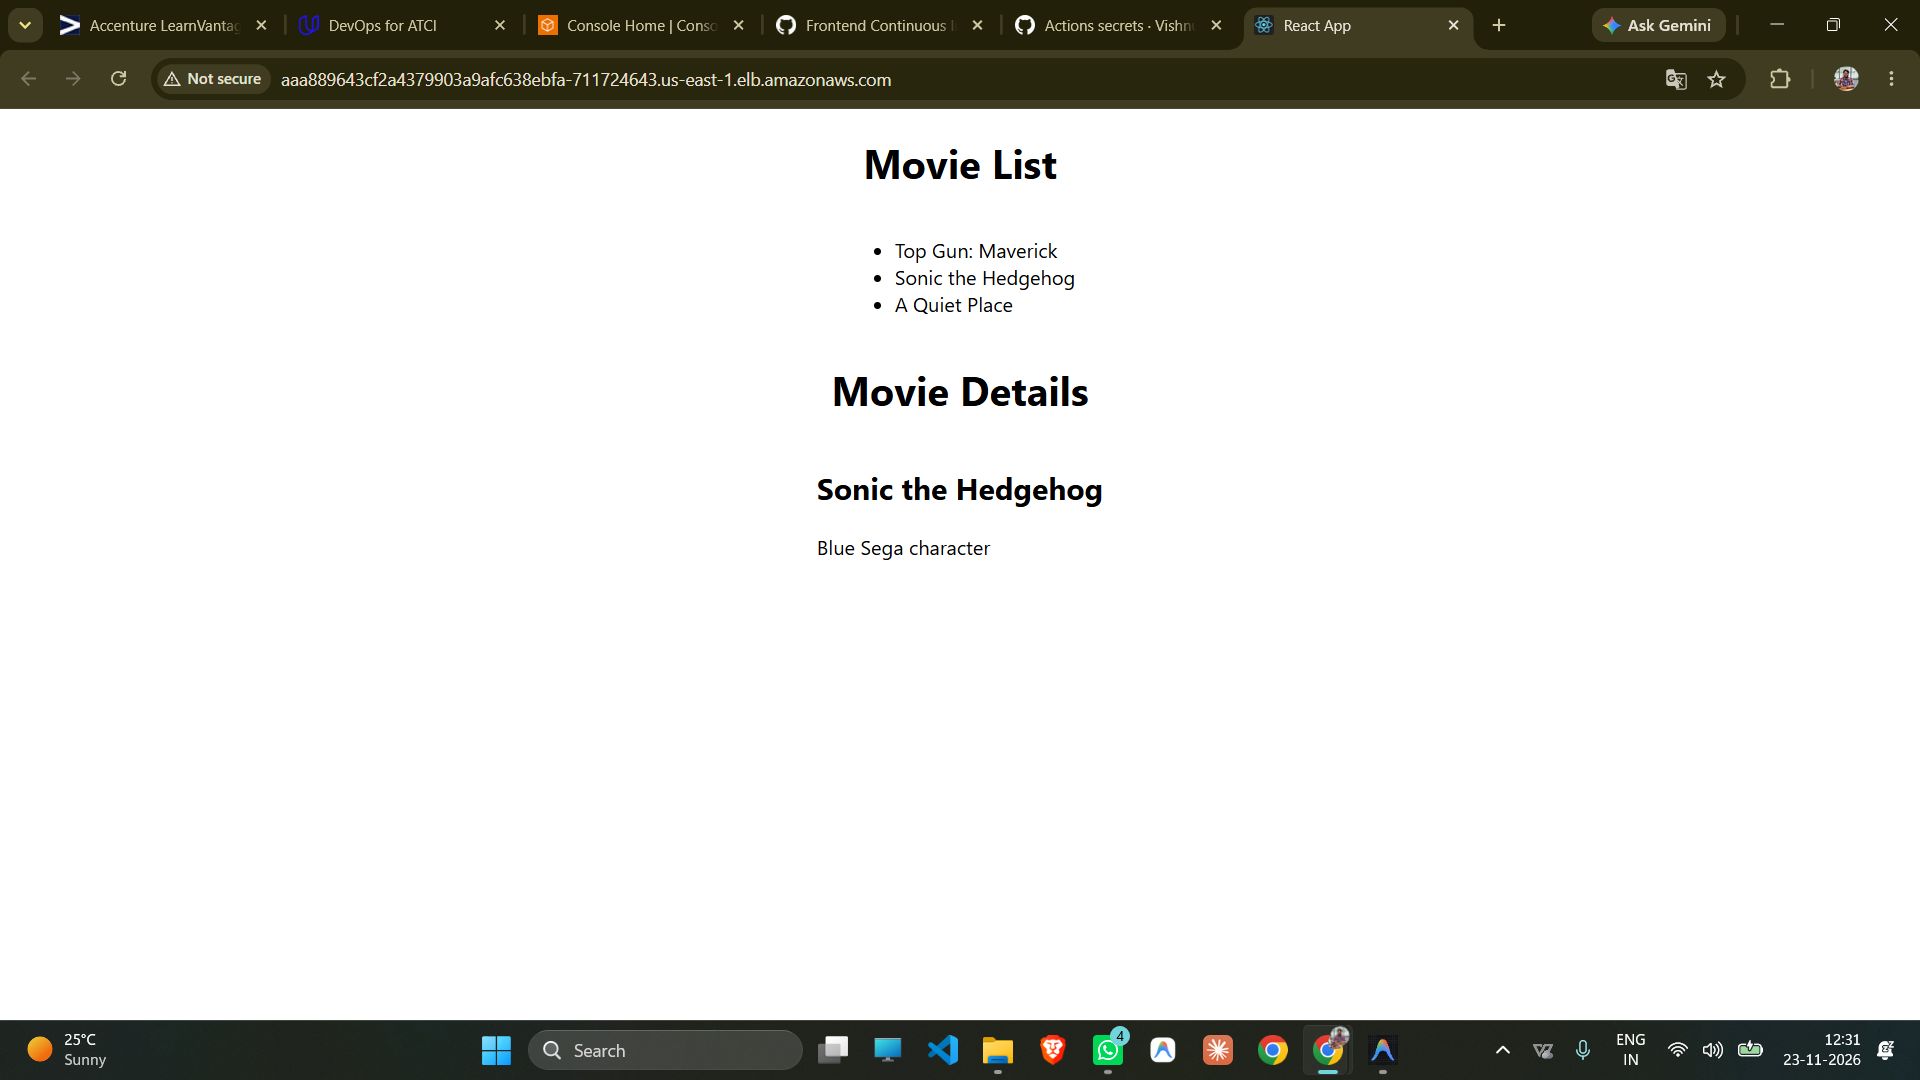 Accenture LearnVantag
DevOps for ATCI
Console Home | Conso
Frontend Continuous I
Actions secrets · Vishn
React App
Ask Gemini
Not secure
aaa889643cf2a4379903a9afc638ebfa-711724643.us-east-1.elb.amazonaws.com
Movie List
Top Gun: Maverick
Sonic the Hedgehog
A Quiet Place
Movie Details
Sonic the Hedgehog
Blue Sega character
25°C
Sunny
Search
4
ENG
IN
12:31
23-11-2026